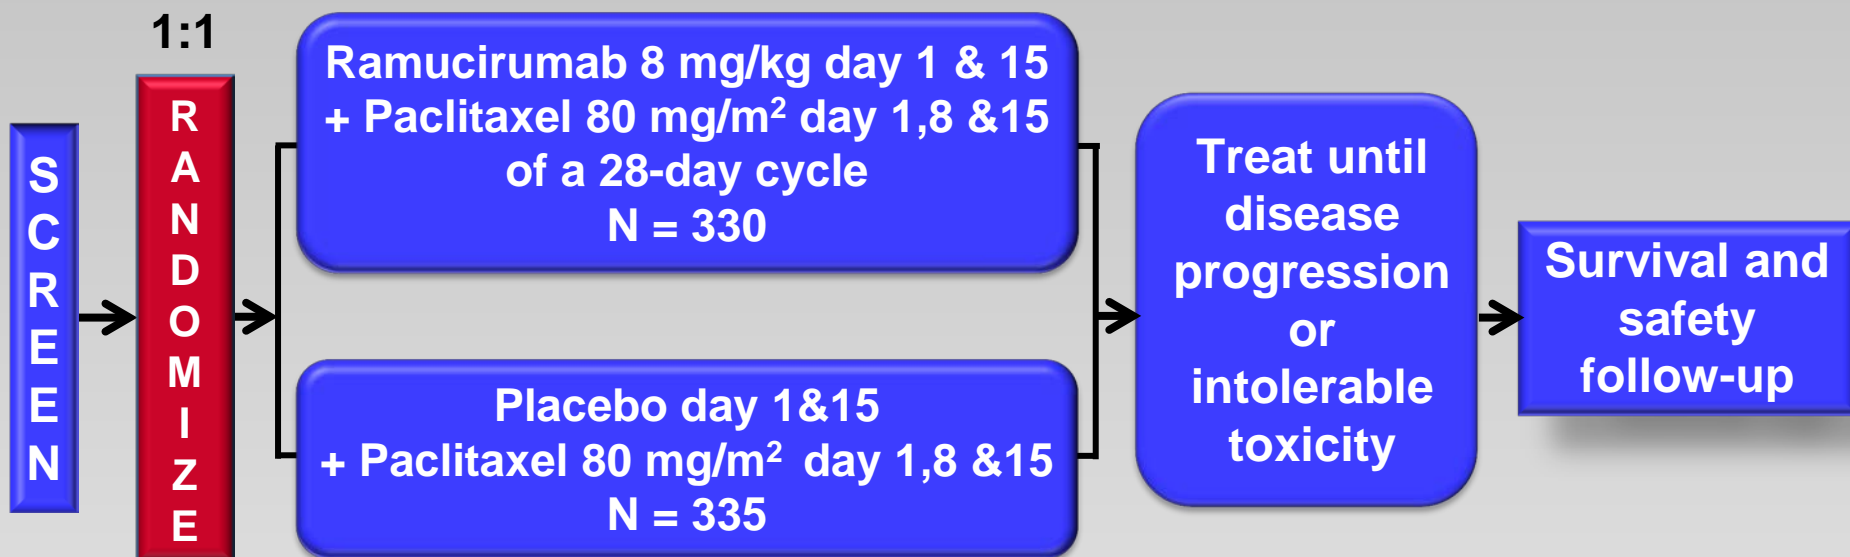 1:1
SCREEN
RANDOMIZE
Ramucirumab 8 mg/kg day 1 & 15
+ Paclitaxel 80 mg/m² day 1,8 &15
of a 28-day cycle
N = 330
Placebo day 1&15
+ Paclitaxel 80 mg/m² day 1,8 &15
N = 335
Treat until
disease
progression
or
intolerable
toxicity
Survival and
safety
follow-up